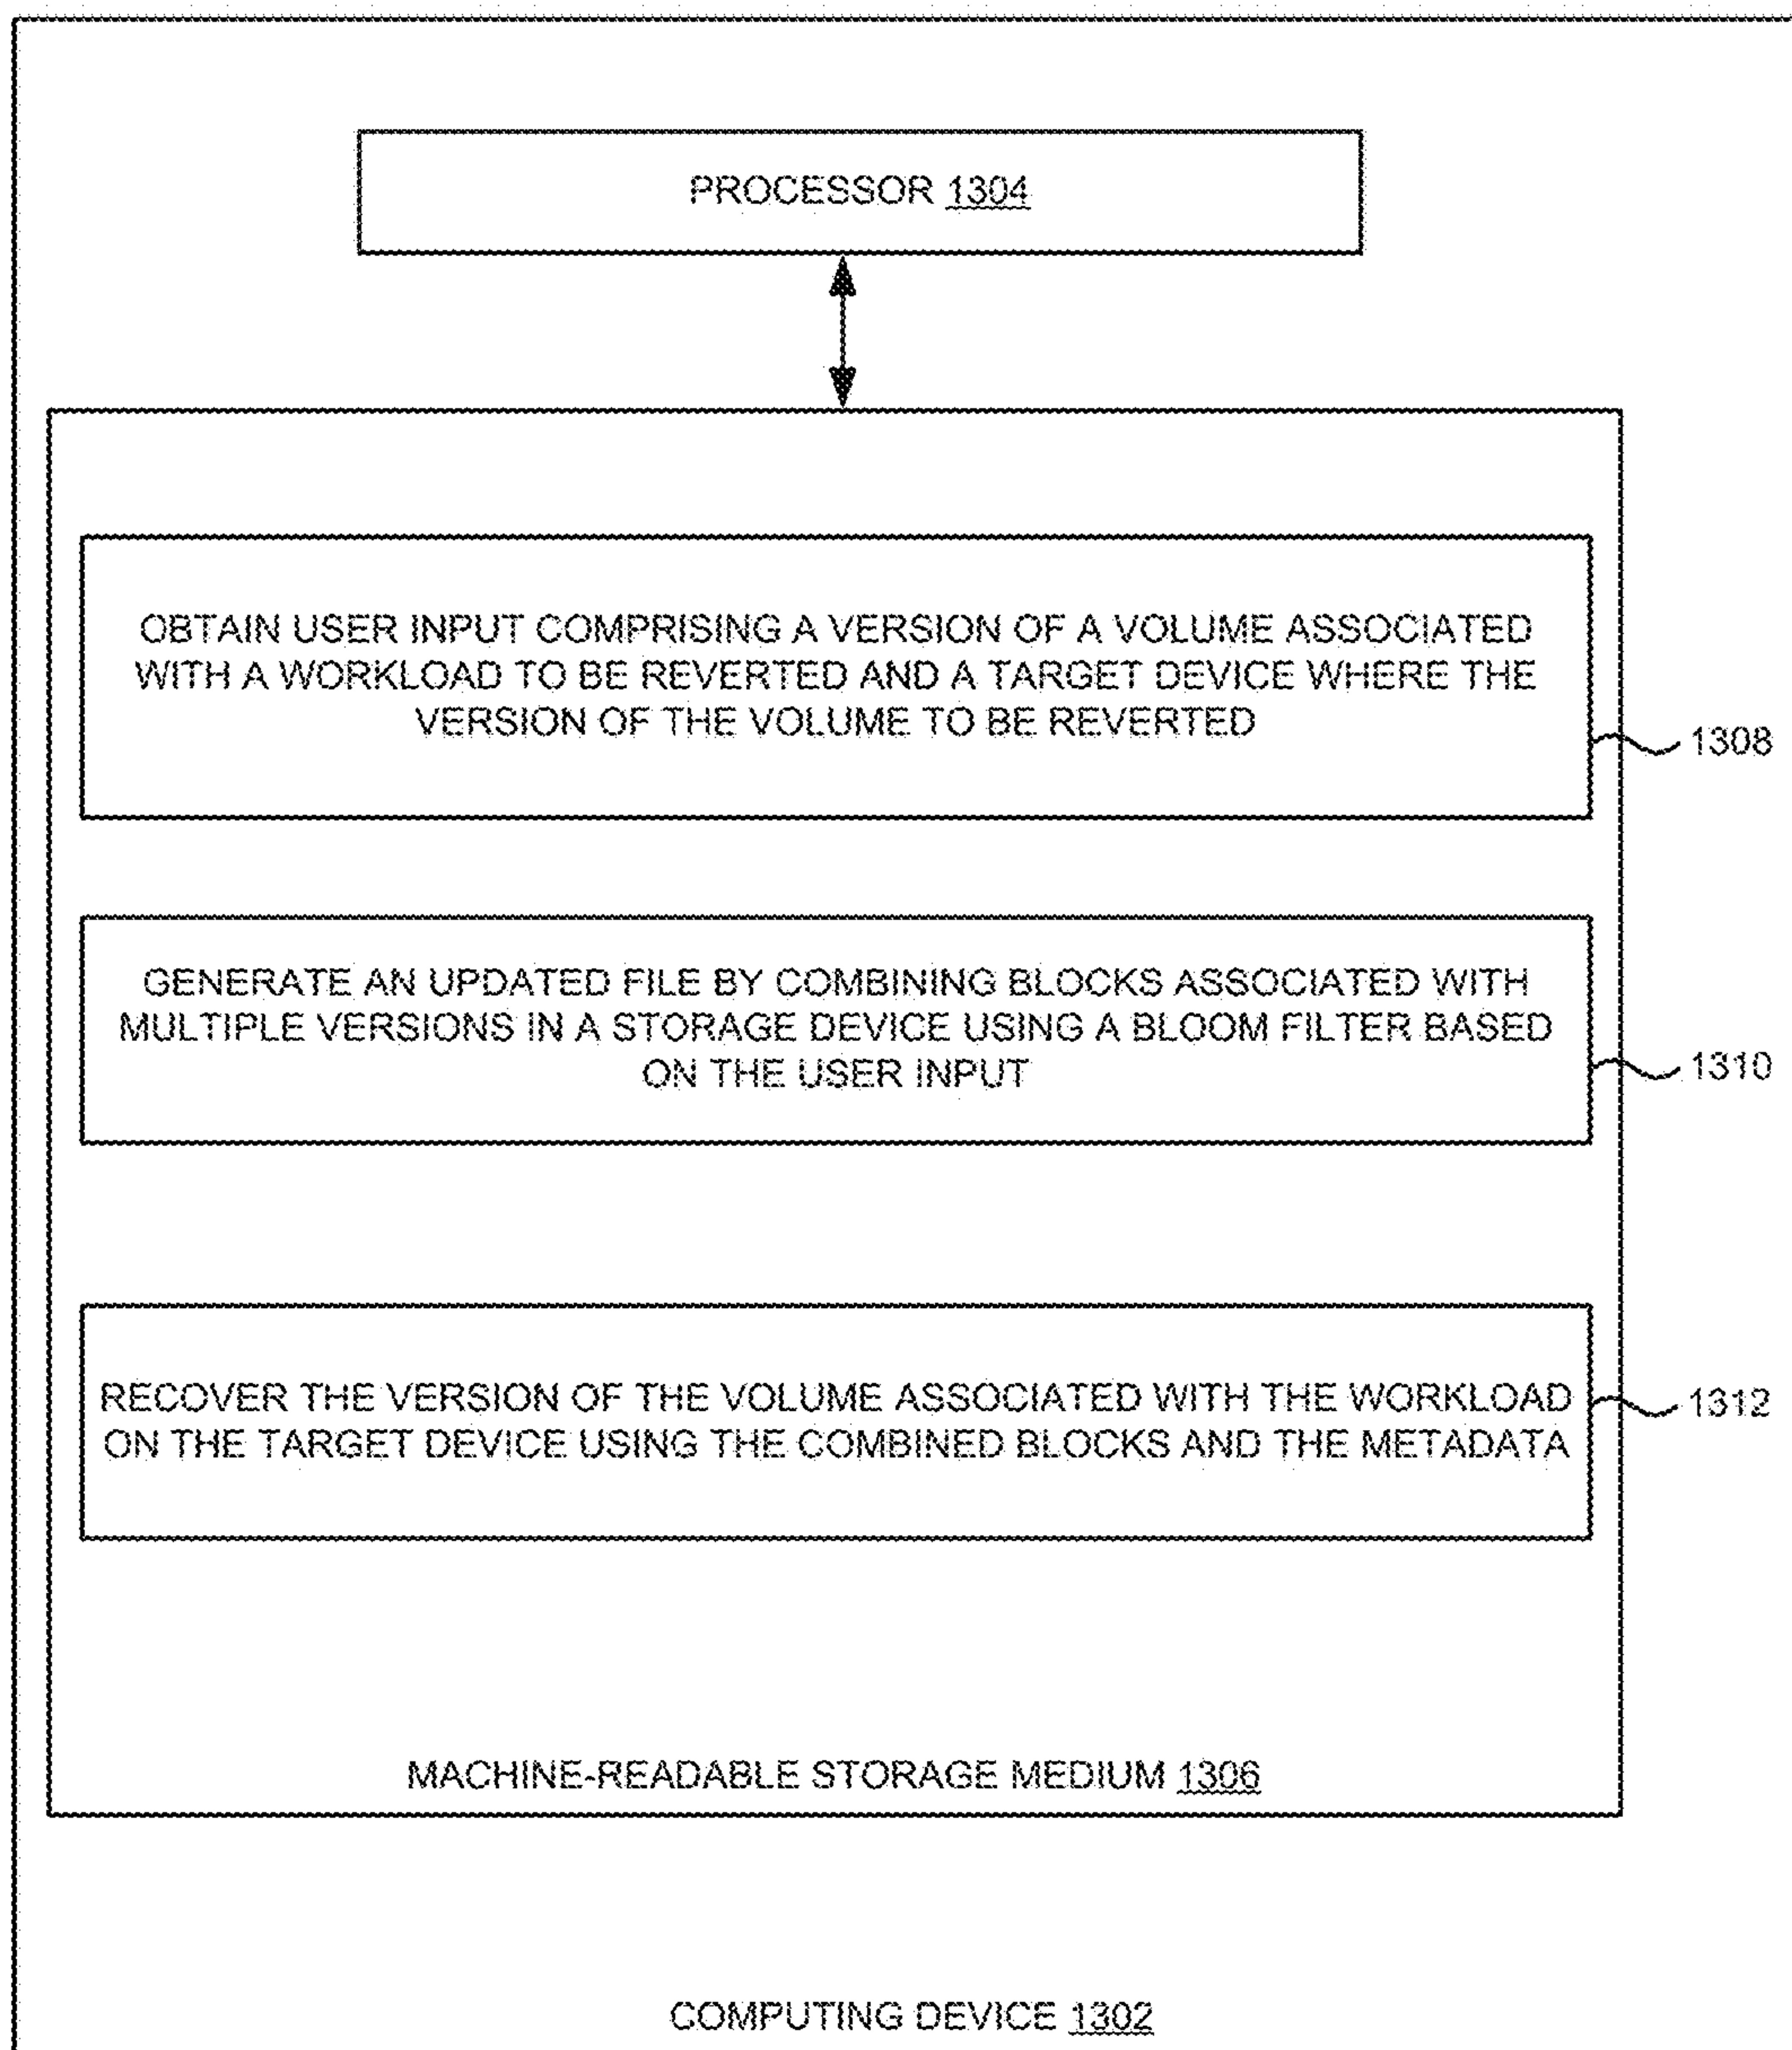 PROCESSOR 1304
OBTAIN USER INPUT COMPRISING A VERSION OF A VOLUME ASSOCIATED
WITH A WORKLOAD TO BE REVERTED AND A TARGET DEVICE WHERE THE
VERSION OF THE VOLUME TO BE REVERTED
1308
GENERATE AN UPDATED FILE BY COMBINING BLOCKS ASSOCIATED WITH
MULTIPLE VERSIONS IN A STORAGE DEVICE USING A BLOOM FILTER BASED
ON THE USER INPUT
1310
RECOVER THE VERSION OF THE VOLUME ASSOCIATED WITH THE WORKLOAD
ON THE TARGET DEVICE USING THE COMBINED BLOCKS AND THE METADATA
1312
MACHINE-READABLE STORAGE MEDIUM 1306
COMPUTING DEVICE 1302